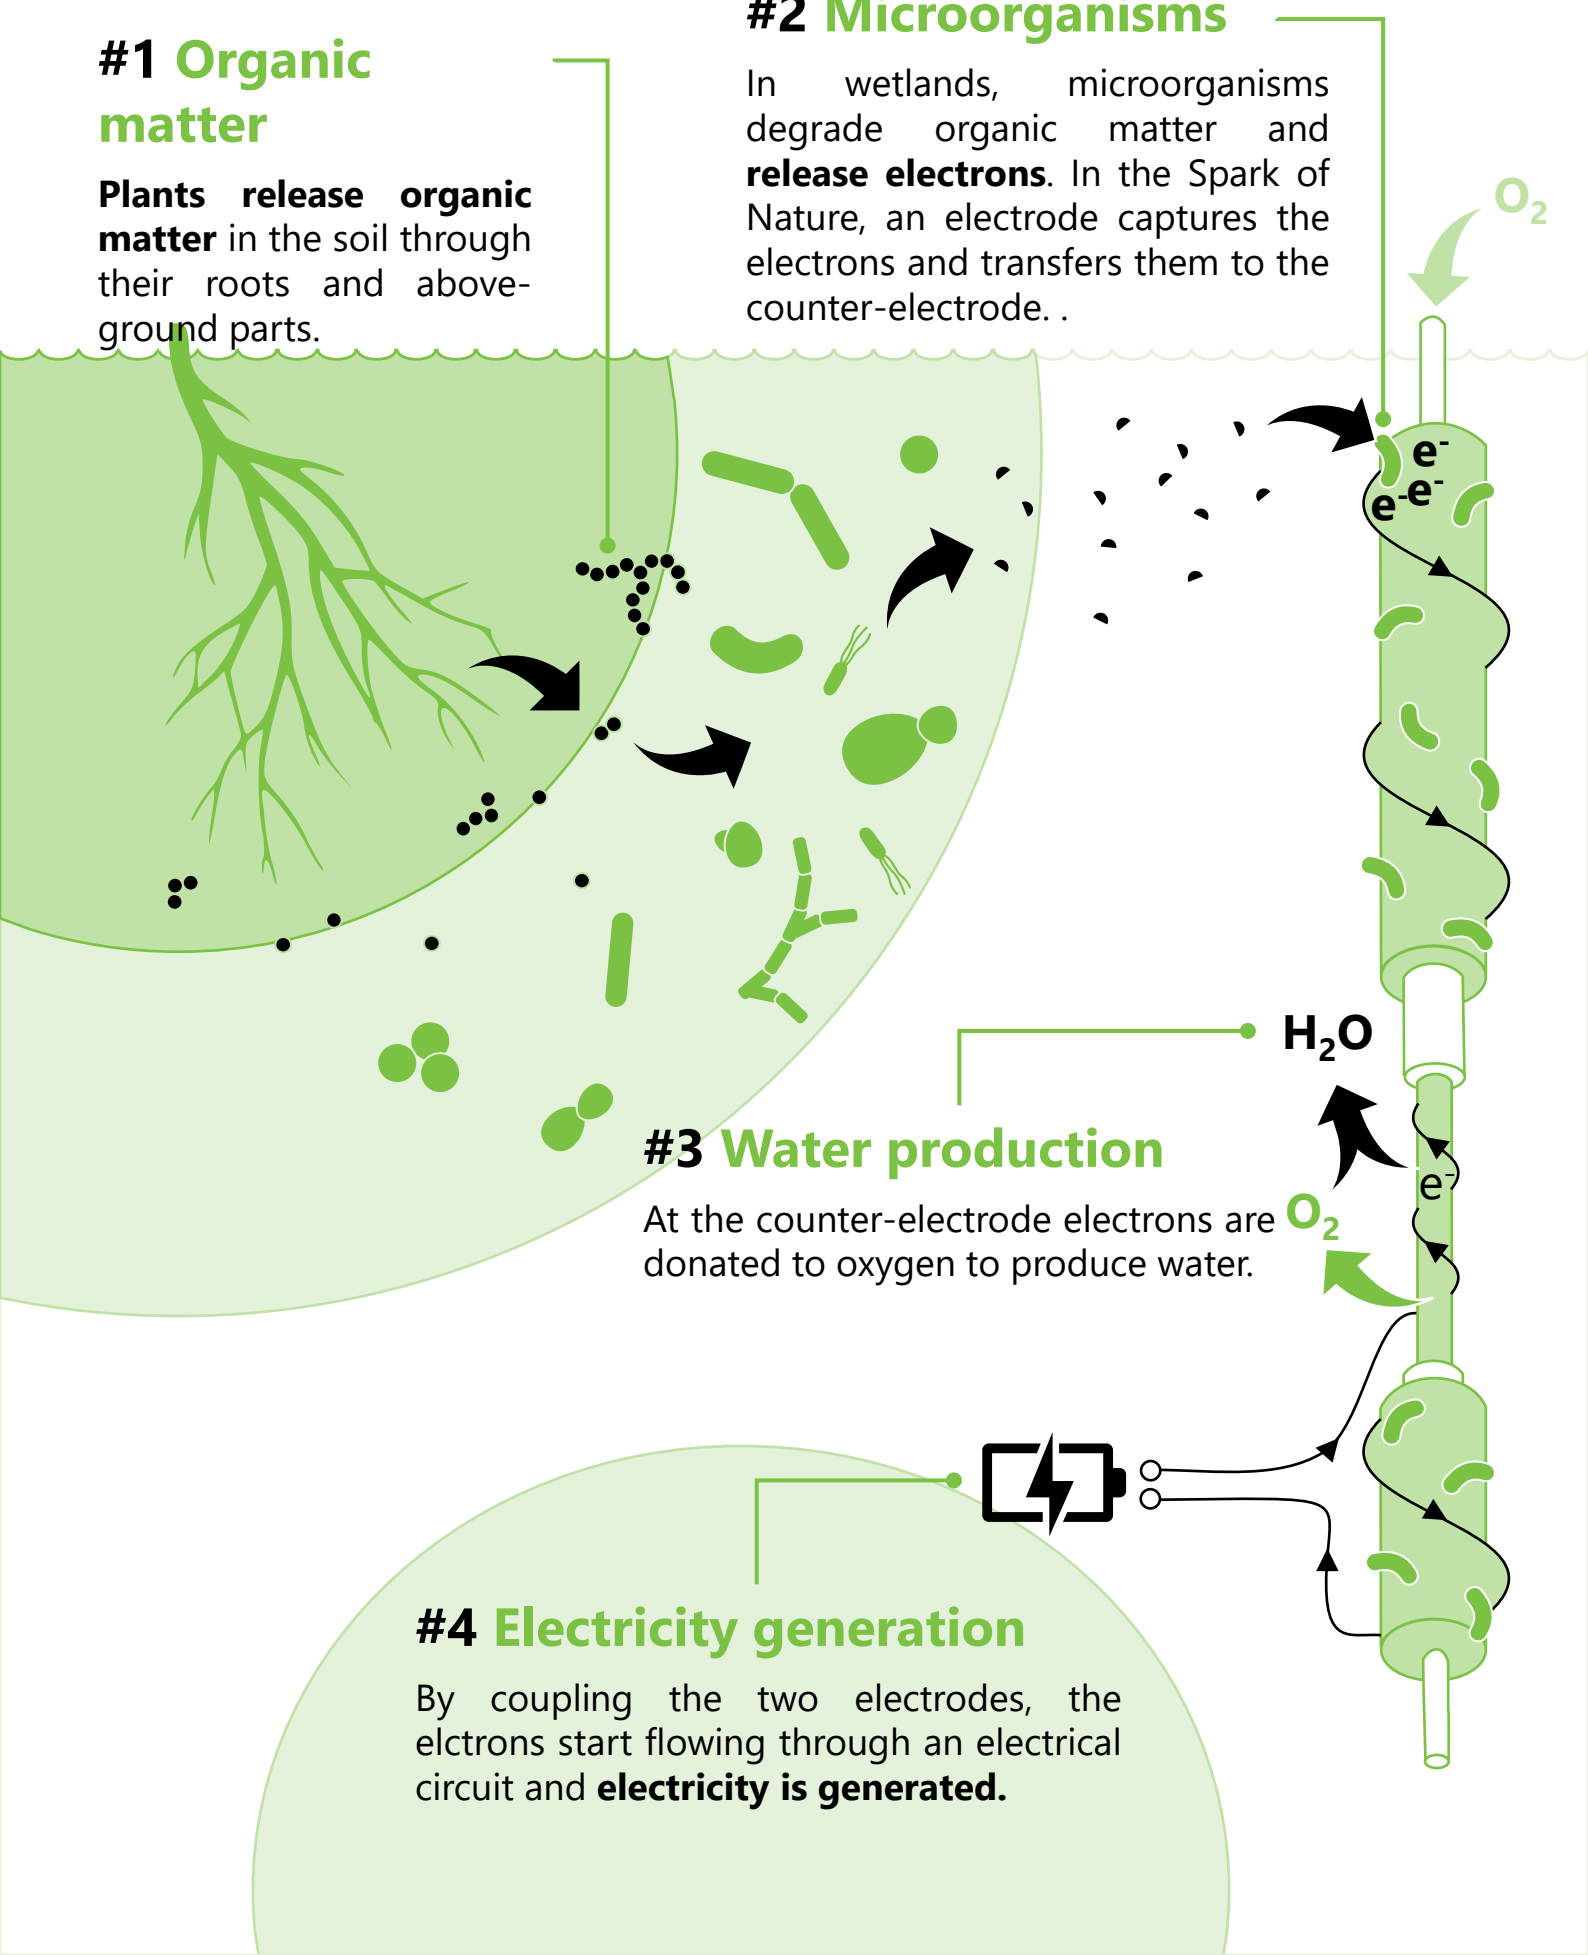 #1 Organic
matter
Plants release organic
matter in the soil through
their roots and above-
ground parts.
#2 Microorganisms
In wetlands, microorganisms
degrade organic matter and
release electrons. In the Spark of
Nature, an electrode captures the
electrons and transfers them to the
counter-electrode. .
O₂
e⁻
e⁻e⁻
H₂O
#3 Water production
At the counter-electrode electrons are
donated to oxygen to produce water.
e⁻
O₂
#4 Electricity generation
By coupling the two electrodes, the
elctrons start flowing through an electrical
circuit and electricity is generated.